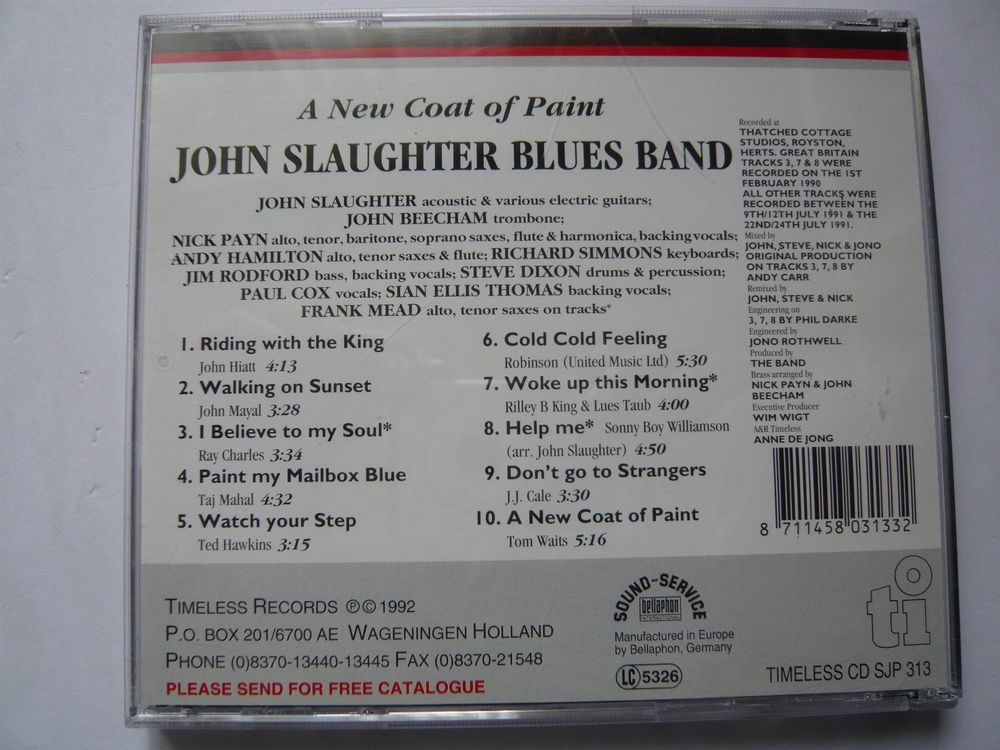 A New Coat of Paint
JOHN SLAUGHTER BLUES BAND
JOHN SLAUGHTER acoustic & various electric guitars;
JOHN BEECHAM trombone;
NICK PAYN alto, tenor, baritone, soprano saxes, flute & harmonica, backing vocals;
ANDY HAMILTON alto, tenor saxes & flute; RICHARD SIMMONS keyboards;
JIM RODFORD bass, backing vocals; STEVE DIXON drums & percussion;
PAUL COX vocals; SIAN ELLIS THOMAS backing vocals;
FRANK MEAD alto, tenor saxes on tracks*
1. Riding with the King
John Hiatt 4:13
2. Walking on Sunset
John Mayal 3:28
3. I Believe to my Soul*
Ray Charles 3:34
4. Paint my Mailbox Blue
Taj Mahal 4:32
5. Watch your Step
Ted Hawkins 3:15
6. Cold Cold Feeling
Robinson (United Music Ltd) 5:30
7. Woke up this Morning*
Rilley B King & Lues Taub 4:00
8. Help me* Sonny Boy Williamson
(arr. John Slaughter) 4:50
9. Don't go to Strangers
J.J. Cale 3:30
10. A New Coat of Paint
Tom Waits 5:16
Recorded at
THATCHED COTTAGE
STUDIOS, ROYSTON,
HERTS. GREAT BRITAIN
TRACKS 3, 7 & 8 WERE
RECORDED ON THE 1ST
FEBRUARY 1990
ALL OTHER TRACKS WERE
RECORDED BETWEEN THE
9TH/12TH JULY 1991 & THE
22ND/24TH JULY 1991.
Mixed by
JOHN, STEVE, NICK & JONO
ORIGINAL PRODUCTION
ON TRACKS 3, 7, 8 BY
ANDY CARR
Remixed by
JOHN, STEVE & NICK
Engineering on
3, 7, 8 BY PHIL DARKE
Engineered by
JONO ROTHWELL
Produced by
THE BAND
Brass arranged by
NICK PAYN & JOHN
BEECHAM
Executive Producer
WIM WIGT
A&R Timeless
ANNE DE JONG
8 711458 031332
TIMELESS RECORDS ℗© 1992
P.O. BOX 201/6700 AE WAGENINGEN HOLLAND
PHONE (0)8370-13440-13445 FAX (0)8370-21548
PLEASE SEND FOR FREE CATALOGUE
SOUND-SERVICE
bellaphon
INTERNATIONAL
Manufactured in Europe
by Bellaphon, Germany
LC 5326
ti
TIMELESS CD SJP 313